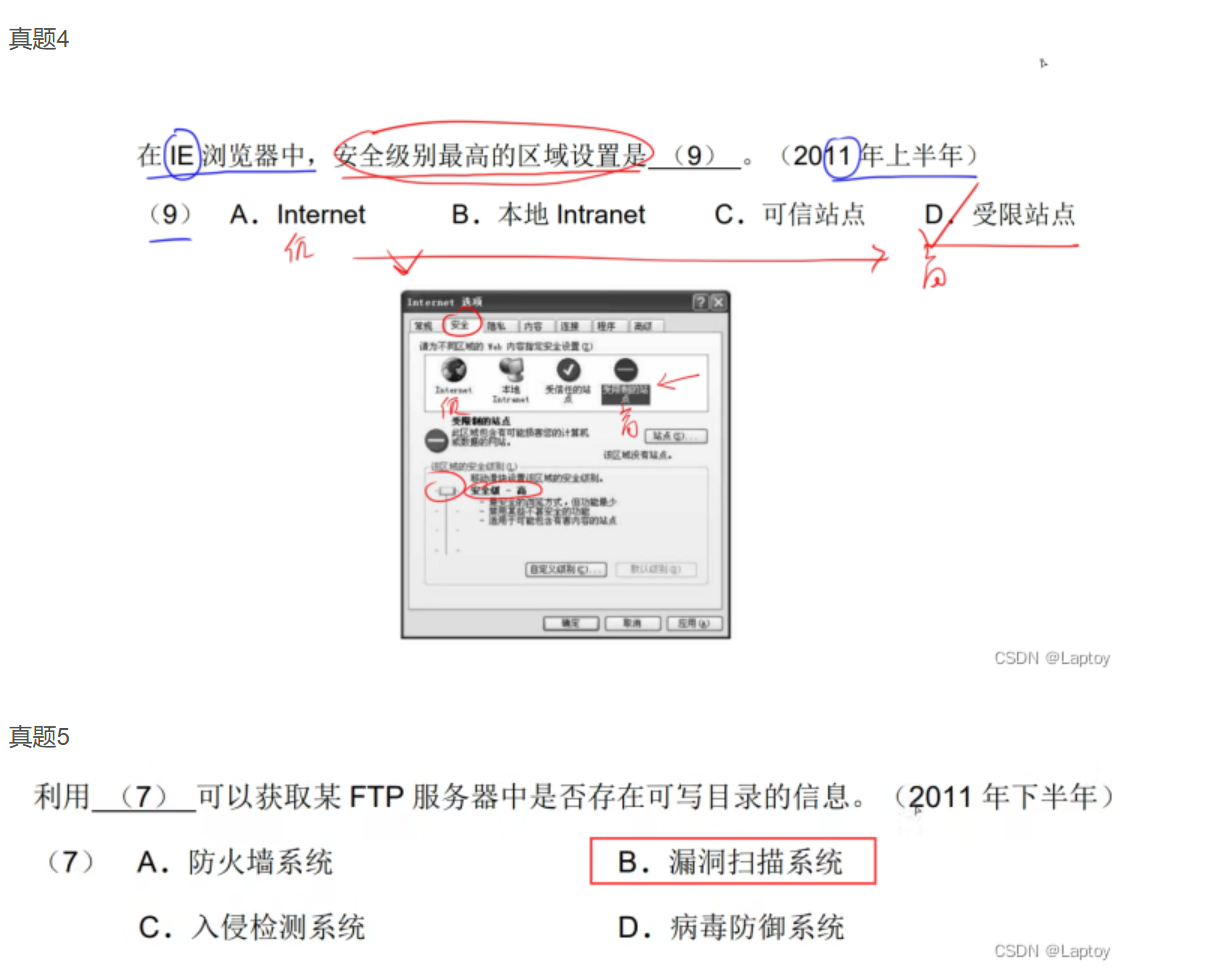 真题4
在IE浏览器中，安全级别最高的区域设置是（9）。（2011年上半年）
（9） A．Internet B．本地 Intranet C．可信站点 D．受限站点
低
高
Internet 选项
常规 安全 隐私 内容 连接 程序 高级
请为不同区域的 Web 内容指定安全设置(Z)
Internet 本地 Intranet 受信任的站点 受限制的站点
低 高
受限制的站点
此区域包含有可能损害您的计算机
或数据的网站。
站点(S)...
该区域没有站点。
该区域的安全级别(L)
移动滑块设置该区域的安全级别。
安全级 - 高
- 最安全的浏览方式，但功能最少
- 禁用某些不甚安全的功能
- 适用于可能包含有害内容的站点
自定义级别(C)... 默认级别(D)
确定 取消 应用(A)
CSDN @Laptoy
真题5
利用（7）可以获取某 FTP 服务器中是否存在可写目录的信息。（2011 年下半年）
（7） A．防火墙系统 B．漏洞扫描系统
C．入侵检测系统 D．病毒防御系统
CSDN @Laptoy